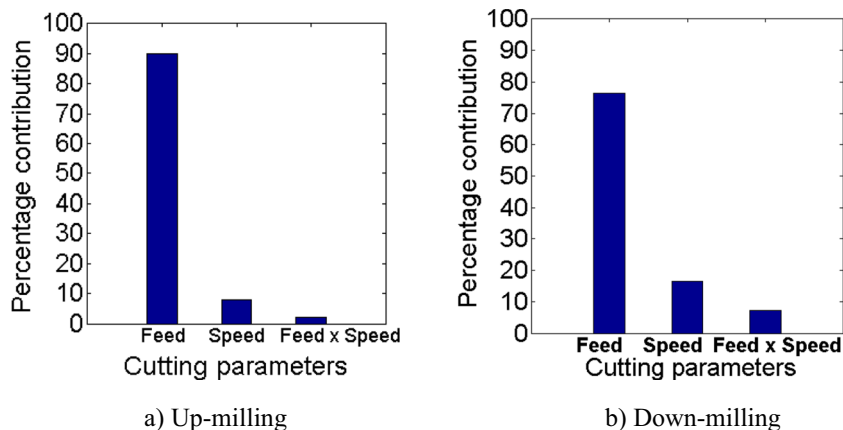 100
90
80
70
60
50
40
30
20
10
0
Percentage contribution
Feed Speed Feed x Speed
Cutting parameters
a) Up-milling
100
90
80
70
60
50
40
30
20
10
0
Percentage contribution
Feed Speed Feed x Speed
Cutting parameters
b) Down-milling